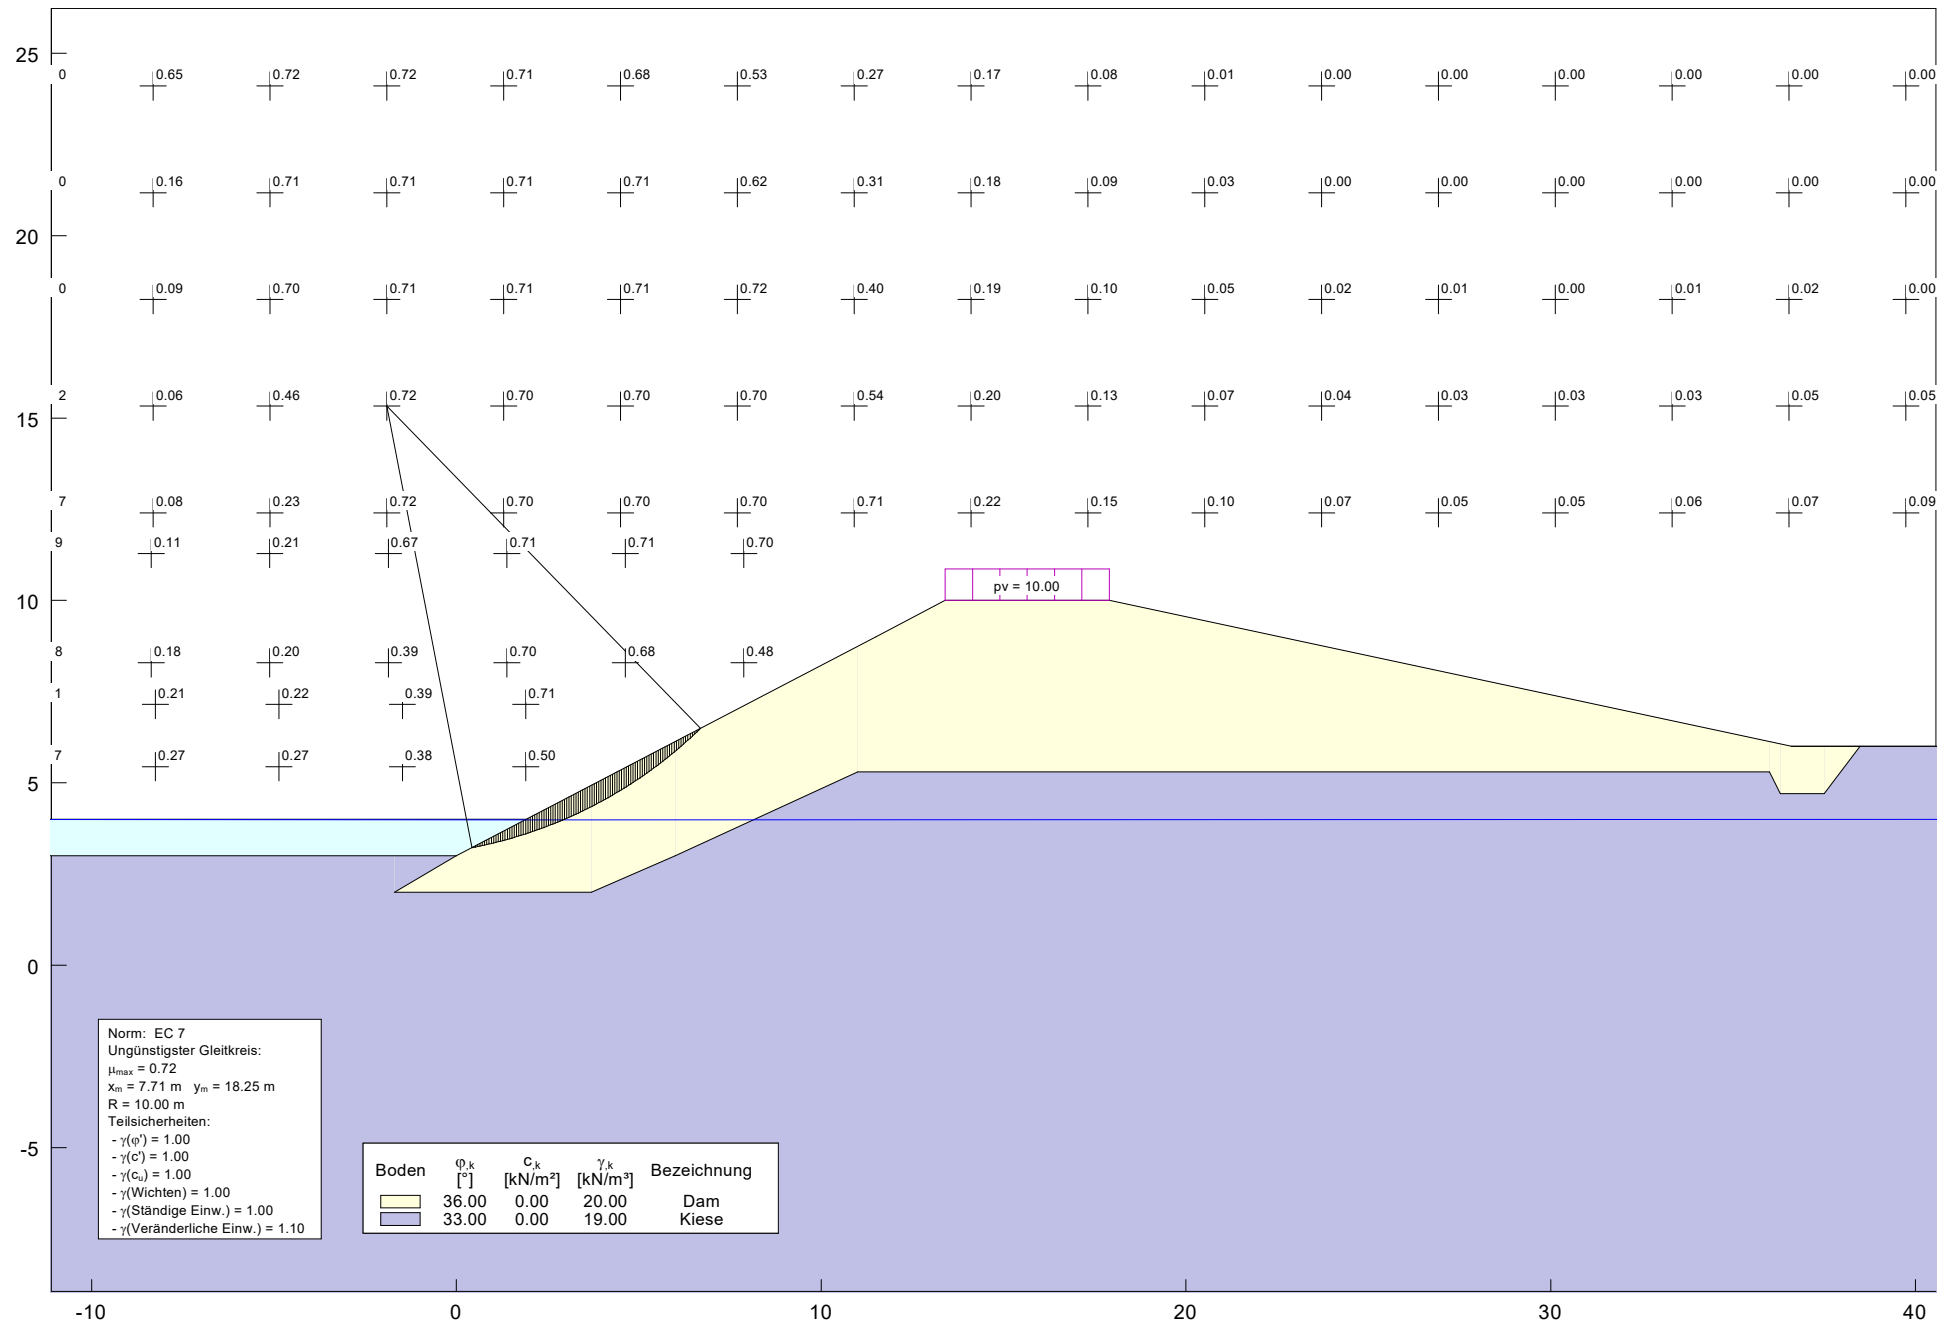 25
0 0.65 0.72 0.72 0.71 0.68 0.53 0.27 0.17 0.08 0.01 0.00 0.00 0.00 0.00 0.00 0.00
0 0.16 0.71 0.71 0.71 0.71 0.62 0.31 0.18 0.09 0.03 0.00 0.00 0.00 0.00 0.00 0.00
20
0 0.09 0.70 0.71 0.71 0.71 0.72 0.40 0.19 0.10 0.05 0.02 0.01 0.00 0.01 0.02 0.00
2 0.06 0.46 0.72 0.70 0.70 0.70 0.54 0.20 0.13 0.07 0.04 0.03 0.03 0.03 0.05 0.05
15
7 0.08 0.23 0.72 0.70 0.70 0.70 0.71 0.22 0.15 0.10 0.07 0.05 0.05 0.06 0.07 0.09
9 0.11 0.21 0.67 0.71 0.71 0.70
pv = 10.00
10
8 0.18 0.20 0.39 0.70 0.68 0.48
1 0.21 0.22 0.39 0.71
7 0.27 0.27 0.38 0.50
5
0
-5
Norm: EC 7
Ungünstigster Gleitkreis:
μmax = 0.72
xm = 7.71 m ym = 18.25 m
R = 10.00 m
Teilsicherheiten:
- γ(φ') = 1.00
- γ(c') = 1.00
- γ(cu) = 1.00
- γ(Wichten) = 1.00
- γ(Ständige Einw.) = 1.00
- γ(Veränderliche Einw.) = 1.10
Boden φ,k [°] c,k [kN/m²] γ,k [kN/m³] Bezeichnung
36.00 0.00 20.00 Dam
33.00 0.00 19.00 Kiese
-10 0 10 20 30 40